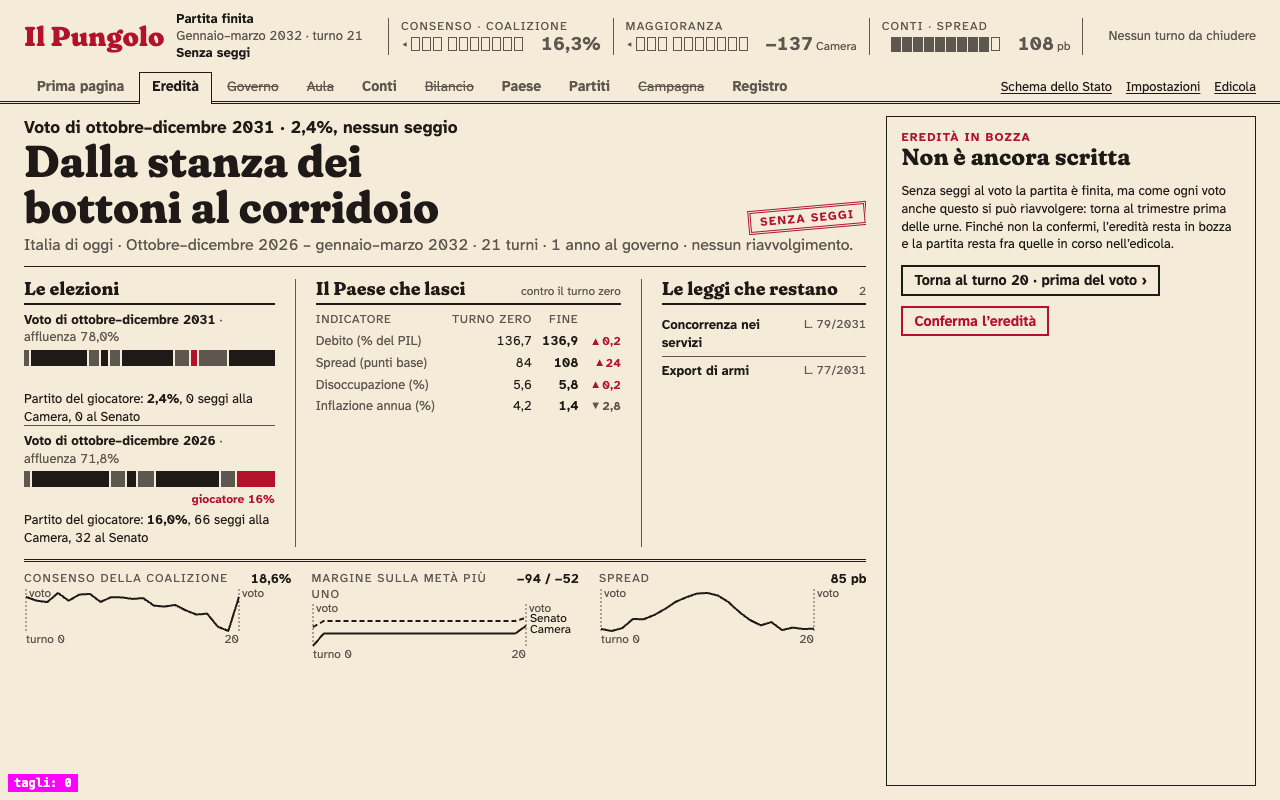 Il Pungolo
Partita finita
Gennaio–marzo 2032 · turno 21
Senza seggi
CONSENSO · COALIZIONE
16,3%
MAGGIORANZA
−137 Camera
CONTI · SPREAD
108 pb
Nessun turno da chiudere
Prima pagina
Eredità
Governo
Aula
Conti
Bilancio
Paese
Partiti
Campagna
Registro
Schema dello Stato
Impostazioni
Edicola
Voto di ottobre–dicembre 2031 · 2,4%, nessun seggio
Dalla stanza dei
bottoni al corridoio
SENZA SEGGI
Italia di oggi · Ottobre–dicembre 2026 – gennaio–marzo 2032 · 21 turni · 1 anno al governo · nessun riavvolgimento.
Le elezioni
Voto di ottobre–dicembre 2031 ·
affluenza 78,0%
Partito del giocatore: 2,4%, 0 seggi alla
Camera, 0 al Senato
Voto di ottobre–dicembre 2026 ·
affluenza 71,8%
giocatore 16%
Partito del giocatore: 16,0%, 66 seggi alla
Camera, 32 al Senato
Il Paese che lasci
contro il turno zero
INDICATORE TURNO ZERO FINE
Debito (% del PIL) 136,7 136,9 ▲0,2
Spread (punti base) 84 108 ▲24
Disoccupazione (%) 5,6 5,8 ▲0,2
Inflazione annua (%) 4,2 1,4 ▼2,8
Le leggi che restano 2
Concorrenza nei L. 79/2031
servizi
Export di armi L. 77/2031
CONSENSO DELLA COALIZIONE 18,6%
voto voto
turno 0 20
MARGINE SULLA METÀ PIÙ −94 / −52
UNO
voto voto
Senato
Camera
turno 0 20
SPREAD 85 pb
voto voto
turno 0 20
EREDITÀ IN BOZZA
Non è ancora scritta
Senza seggi al voto la partita è finita, ma come ogni voto
anche questo si può riavvolgere: torna al trimestre prima
delle urne. Finché non la confermi, l’eredità resta in bozza
e la partita resta fra quelle in corso nell’edicola.
Torna al turno 20 · prima del voto ›
Conferma l’eredità
tagli: 0